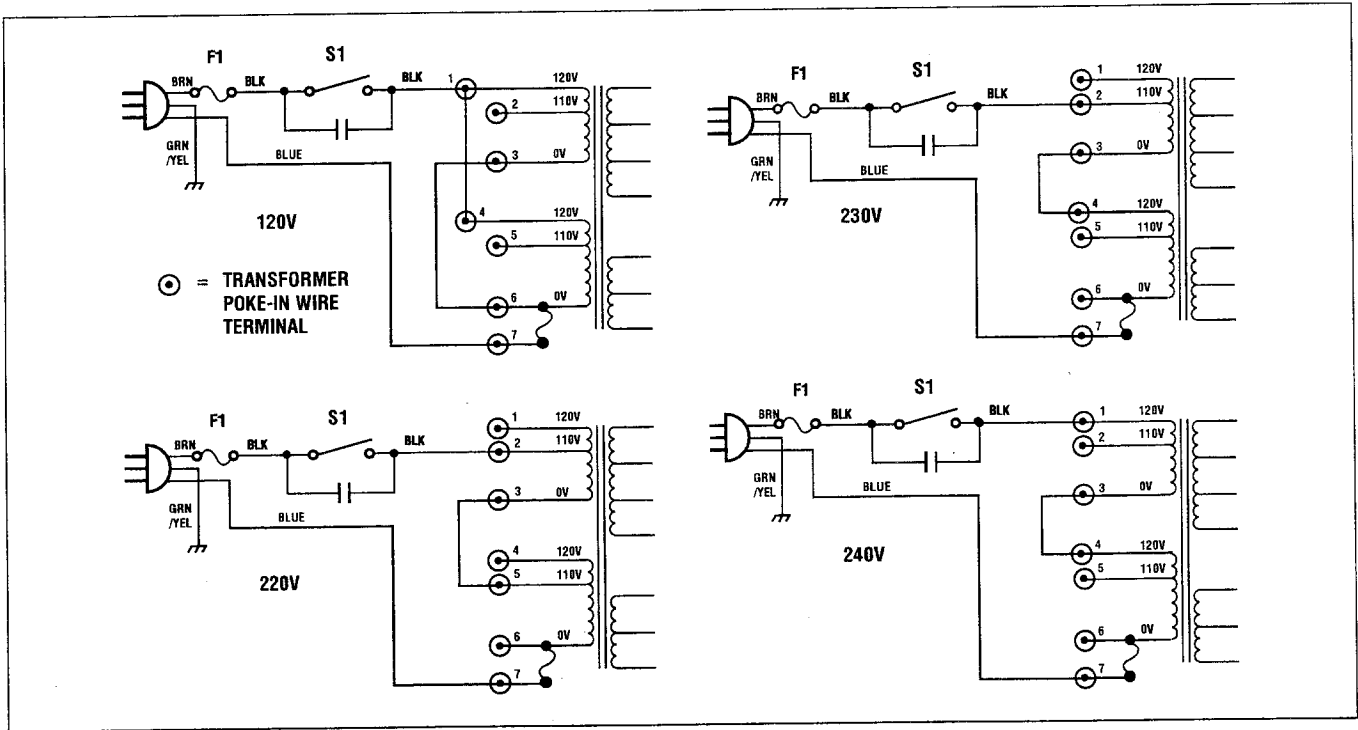 F1
S1
BRN
BLK
BLK
GRN
/YEL
BLUE
120V
1
120V
2
110V
3
0V
4
120V
5
110V
6
0V
7
= TRANSFORMER
POKE-IN WIRE
TERMINAL
F1
S1
BRN
BLK
BLK
GRN
/YEL
BLUE
230V
1
120V
2
110V
3
0V
4
120V
5
110V
6
0V
7
F1
S1
BRN
BLK
BLK
GRN
/YEL
BLUE
220V
1
120V
2
110V
3
0V
4
120V
5
110V
6
0V
7
F1
S1
BRN
BLK
BLK
GRN
/YEL
BLUE
240V
1
120V
2
110V
3
0V
4
120V
5
110V
6
0V
7